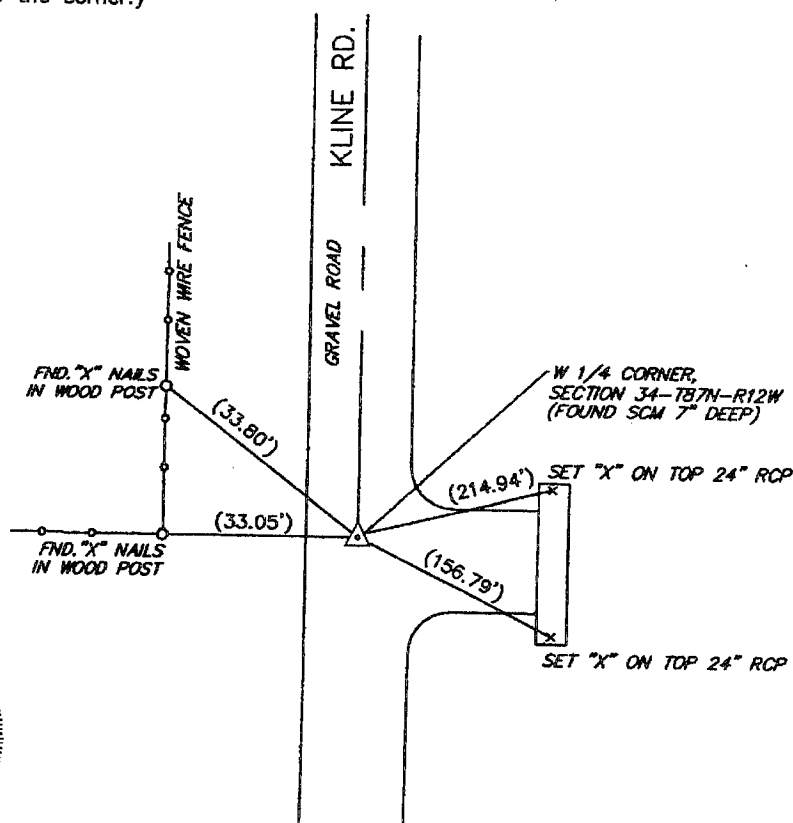 the corner.)
KLINE RD.
GRAVEL ROAD
WOVEN WIRE FENCE
FND. "X" NAILS
IN WOOD POST
(33.80')
W 1/4 CORNER,
SECTION 34-T87N-R12W
(FOUND SCM 7" DEEP)
SET "X" ON TOP 24" RCP
(214.94')
(33.05')
FND. "X" NAILS
IN WOOD POST
(156.79')
SET "X" ON TOP 24" RCP